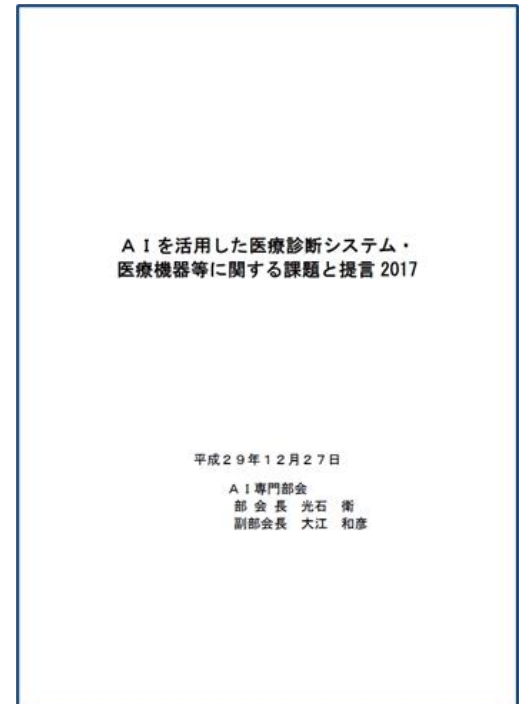 ＡＩを活用した医療診断システム・
医療機器等に関する課題と提言 2017
平成２９年１２月２７日
ＡＩ専門部会
部 会 長　光石　衛
副部会長　大江　和彦